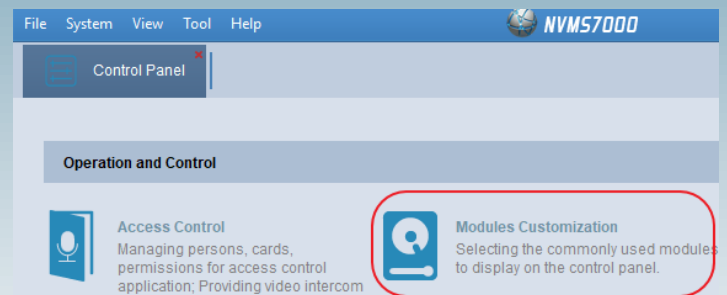 File System View Tool Help NVMS7000
Control Panel
Operation and Control
Access Control
Managing persons, cards,
permissions for access control
application; Providing video intercom
Modules Customization
Selecting the commonly used modules
to display on the control panel.